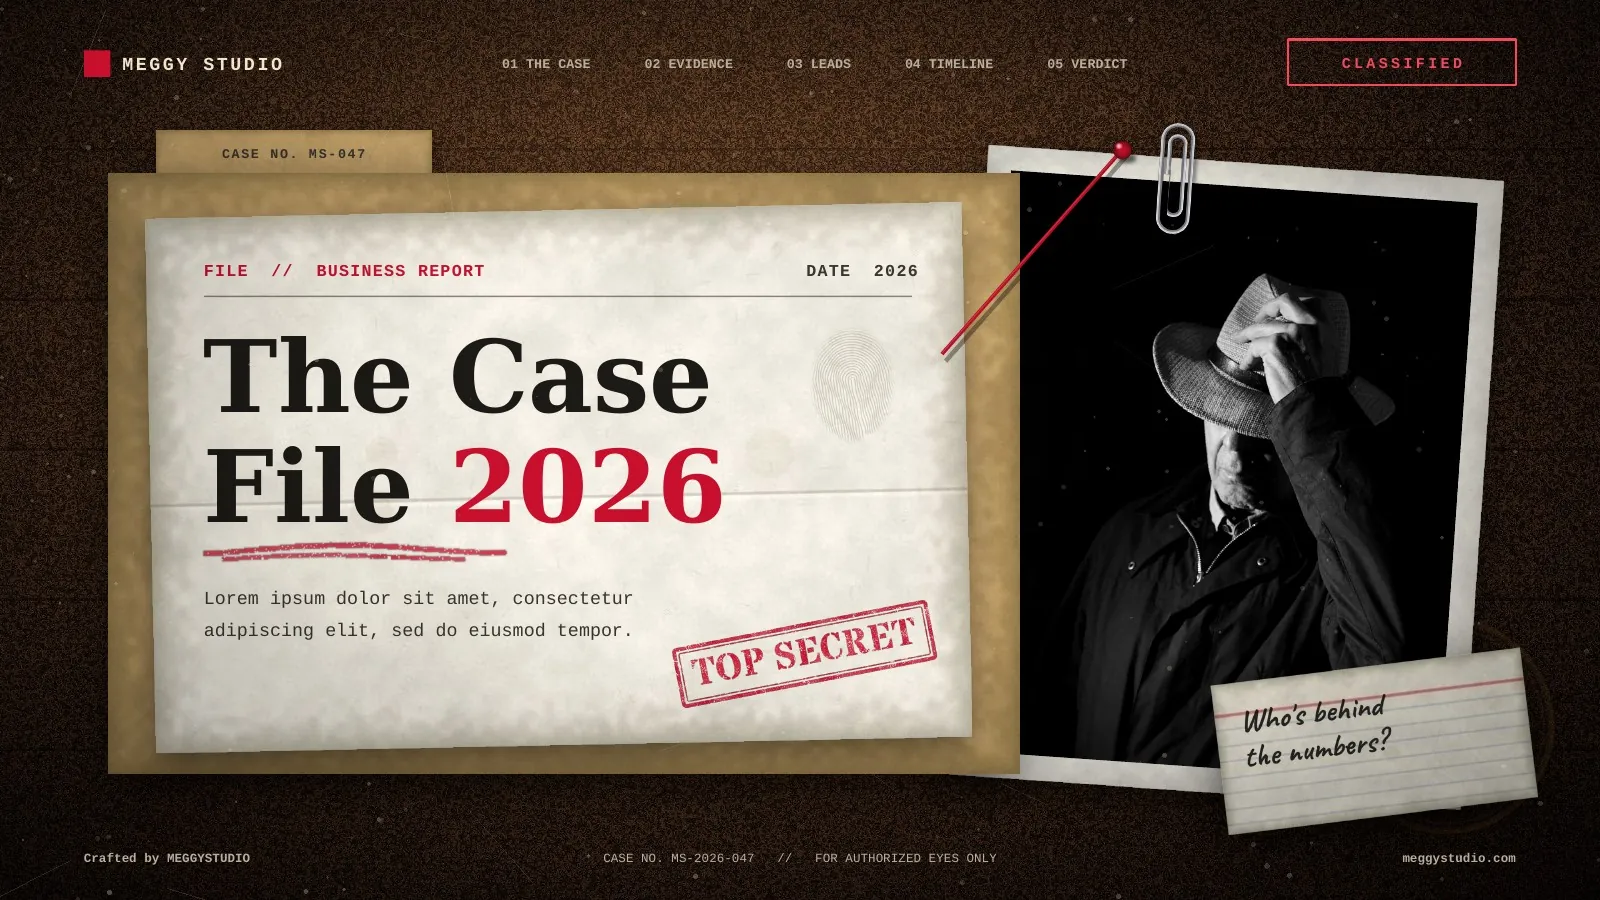 MEGGY STUDIO
01 THE CASE 02 EVIDENCE 03 LEADS 04 TIMELINE 05 VERDICT
CLASSIFIED
CASE NO. MS-047
FILE // BUSINESS REPORT
DATE 2026
The Case
File 2026
Lorem ipsum dolor sit amet, consectetur
adipiscing elit, sed do eiusmod tempor.
TOP SECRET
Who's behind
the numbers?
Crafted by MEGGYSTUDIO
CASE NO. MS-2026-047 // FOR AUTHORIZED EYES ONLY
meggystudio.com